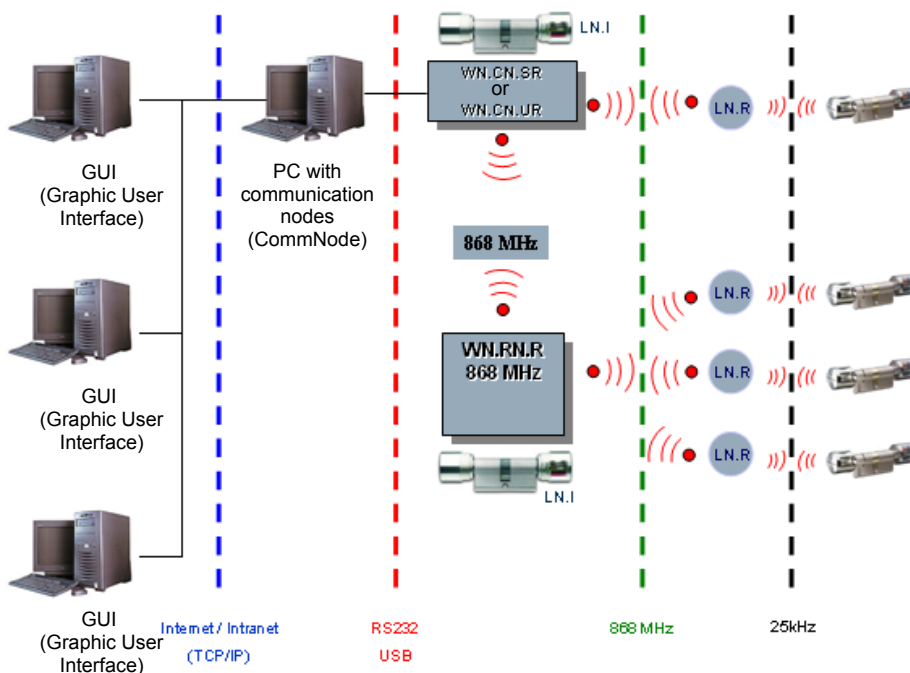 LN.I
WN.CN.SR
or
WN.Cn.UR
LN.R
GUI
(Graphic User
Interface)
PC with
communication
nodes
(CommNode)
868 MHz
LN.R
WN.RN.R
868 MHz
LN.R
GUI
(Graphic User
Interface)
LN.R
LN.I
GUI
(Graphic User
Interface)
Internet / Intranet
(TCP/IP)
RS232
USB
868 MHz
25kHz